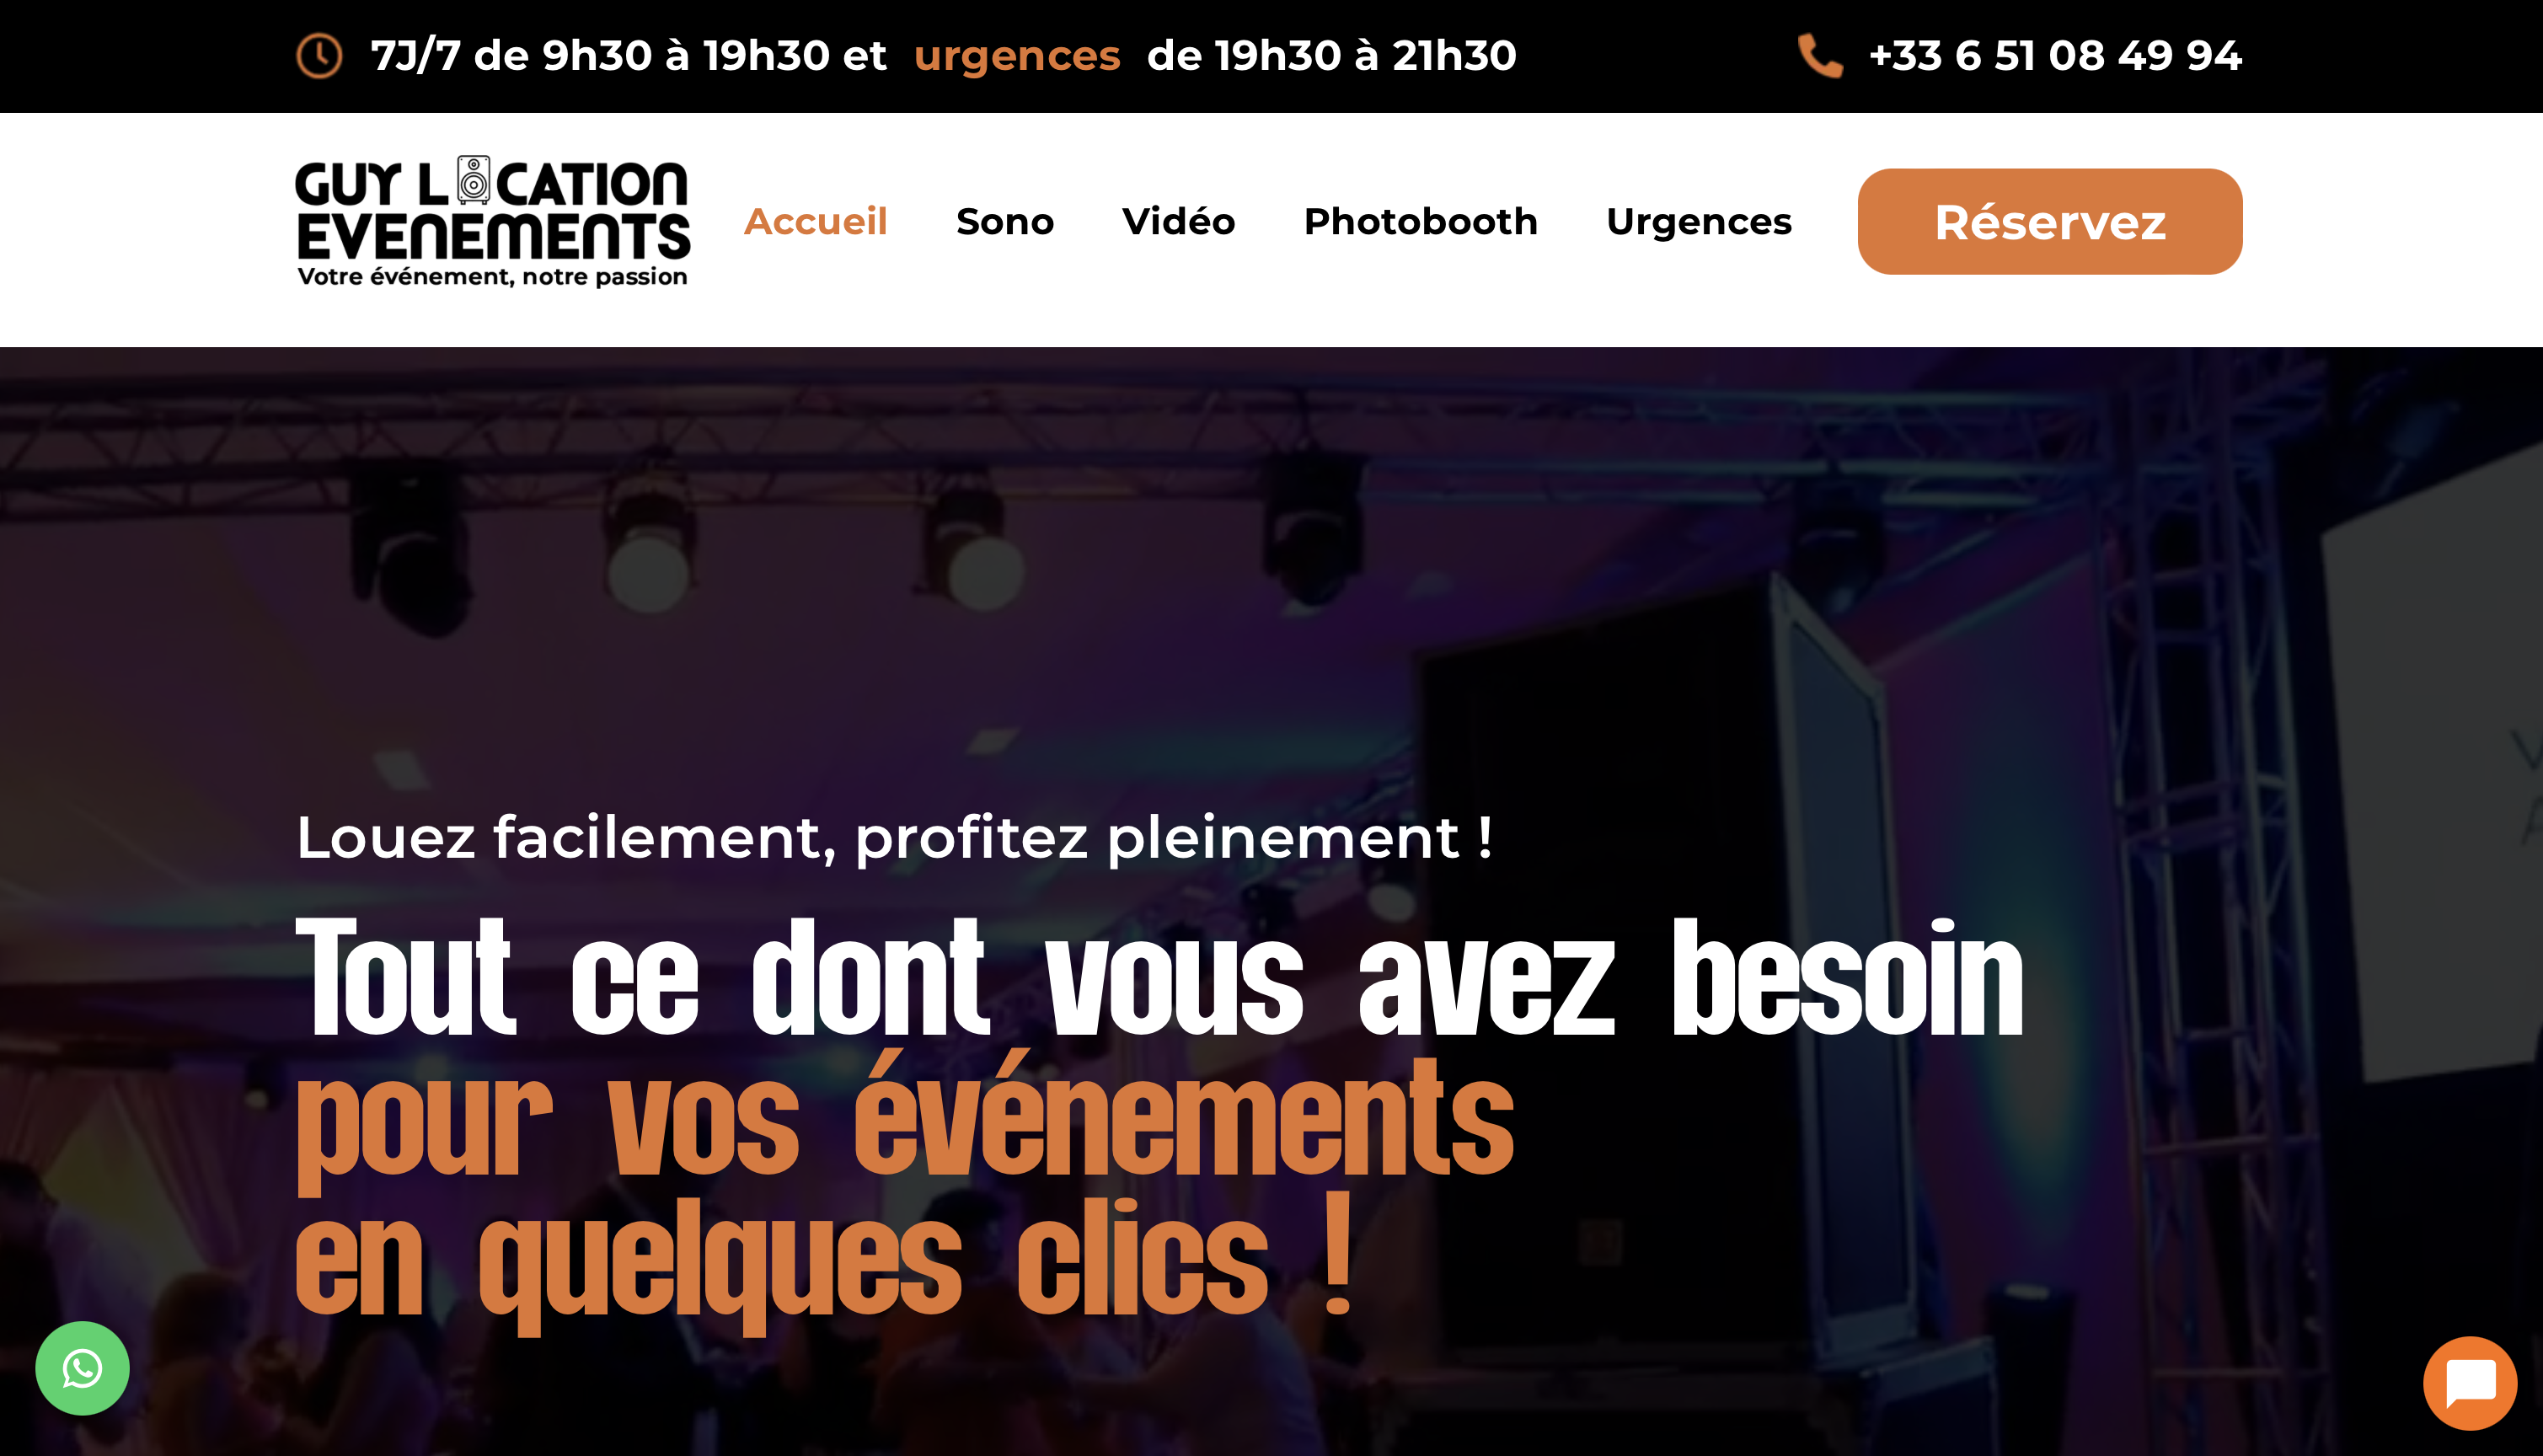 7J/7 de 9h30 à 19h30 et urgences de 19h30 à 21h30
+33 6 51 08 49 94
GUY LOCATION
EVENEMENTS
Votre événement, notre passion
Accueil Sono Vidéo Photobooth Urgences Réservez
Louez facilement, profitez pleinement !
Tout ce dont vous avez besoin
pour vos événements
en quelques clics !